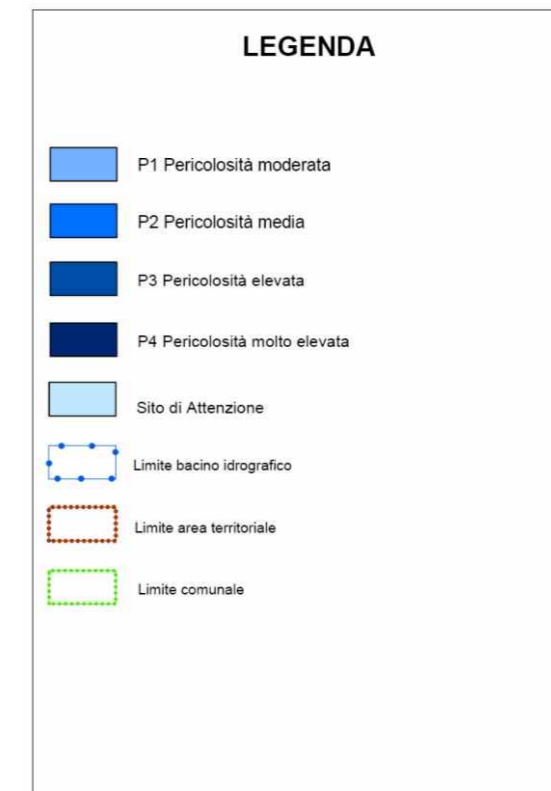 LEGENDA
P1 Pericolosità moderata
P2 Pericolosità media
P3 Pericolosità elevata
P4 Pericolosità molto elevata
Sito di Attenzione
Limite bacino idrografico
Limite area territoriale
Limite comunale